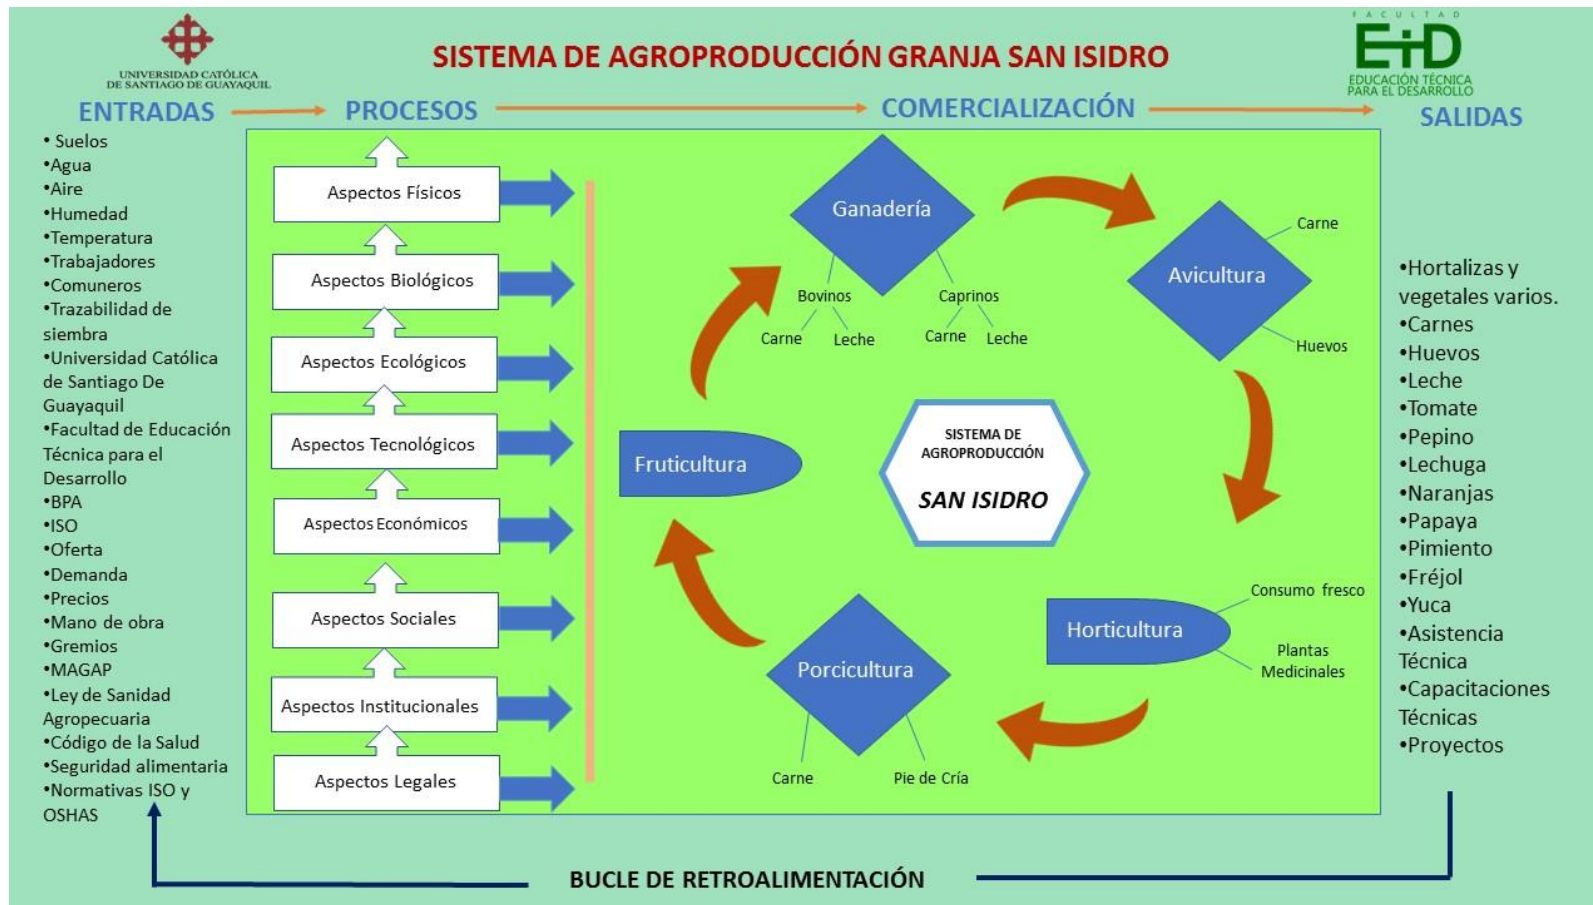 UNIVERSIDAD CATÓLICA
DE SANTIAGO DE GUAYAQUIL
SISTEMA DE AGROPRODUCCIÓN GRANJA SAN ISIDRO
FACULTAD
ETD
EDUCACIÓN TÉCNICA
PARA EL DESARROLLO
ENTRADAS
PROCESOS
COMERCIALIZACIÓN
SALIDAS
• Suelos
•Agua
•Aire
•Humedad
•Temperatura
•Trabajadores
•Comuneros
•Trazabilidad de
siembra
•Universidad Católica
de Santiago De
Guayaquil
•Facultad de Educación
Técnica para el
Desarrollo
•BPA
•ISO
•Oferta
•Demanda
•Precios
•Mano de obra
•Gremios
•MAGAP
•Ley de Sanidad
Agropecuaria
•Código de la Salud
•Seguridad alimentaria
•Normativas ISO y
OSHAS
Aspectos Físicos
Aspectos Biológicos
Aspectos Ecológicos
Aspectos Tecnológicos
Aspectos Económicos
Aspectos Sociales
Aspectos Institucionales
Aspectos Legales
Ganadería
Bovinos
Carne
Leche
Caprinos
Carne
Leche
Avicultura
Carne
Huevos
Fruticultura
SISTEMA DE
AGROPRODUCCIÓN
SAN ISIDRO
Horticultura
Consumo fresco
Plantas
Medicinales
Porcicultura
Carne
Pie de Cría
•Hortalizas y
vegetales varios.
•Carnes
•Huevos
•Leche
•Tomate
•Pepino
•Lechuga
•Naranjas
•Papaya
•Pimiento
•Fréjol
•Yuca
•Asistencia
Técnica
•Capacitaciones
Técnicas
•Proyectos
BUCLE DE RETROALIMENTACIÓN